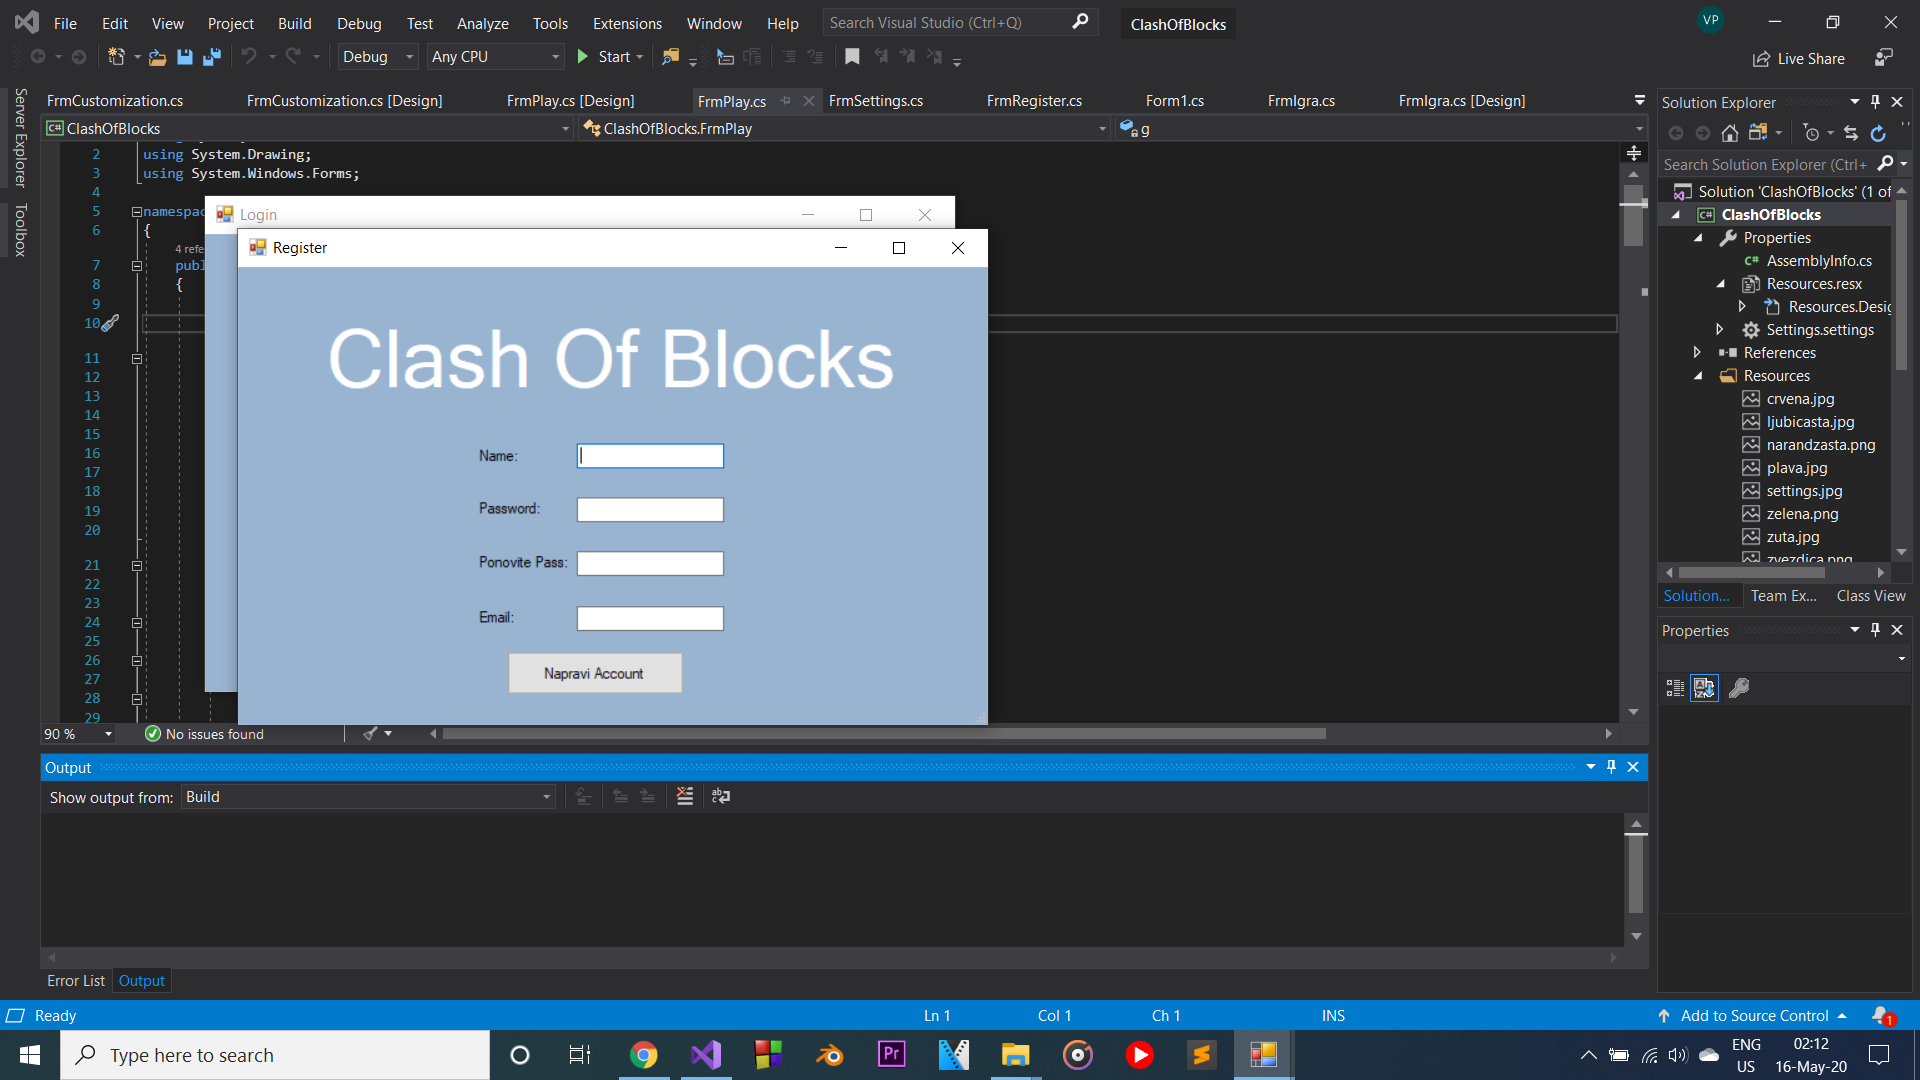 File Edit View Project Build Debug Test Analyze Tools Extensions Window Help Search Visual Studio (Ctrl+Q) ClashOfBlocks VP
Debug Any CPU Start Live Share
Server Explorer
Toolbox
FrmCustomization.cs FrmCustomization.cs [Design] FrmPlay.cs [Design] FrmPlay.cs FrmSettings.cs FrmRegister.cs Form1.cs FrmIgra.cs FrmIgra.cs [Design]
C# ClashOfBlocks ClashOfBlocks.FrmPlay g
2 using System.Drawing;
3 using System.Windows.Forms;
4
5 namespac
6 {
4 refe
7 publ
8 {
9
10
11
12
13
14
15
16
17
18
19
20
21
22
23
24
25
26
27
28
29
Login
Register
Clash Of Blocks
Name:
Password:
Ponovite Pass:
Email:
Napravi Account
90 % No issues found
Output
Show output from: Build
Error List Output
Solution Explorer
Search Solution Explorer (Ctrl+
Solution 'ClashOfBlocks' (1 of
C# ClashOfBlocks
Properties
C# AssemblyInfo.cs
Resources.resx
Resources.Desig
Settings.settings
References
Resources
crvena.jpg
ljubicasta.jpg
narandzasta.png
plava.jpg
settings.jpg
zelena.png
zuta.jpg
zvezdica.png
Solution... Team Ex... Class View
Properties
Ready Ln 1 Col 1 Ch 1 INS Add to Source Control 1
Type here to search Pr ENG 02:12
US 16-May-20